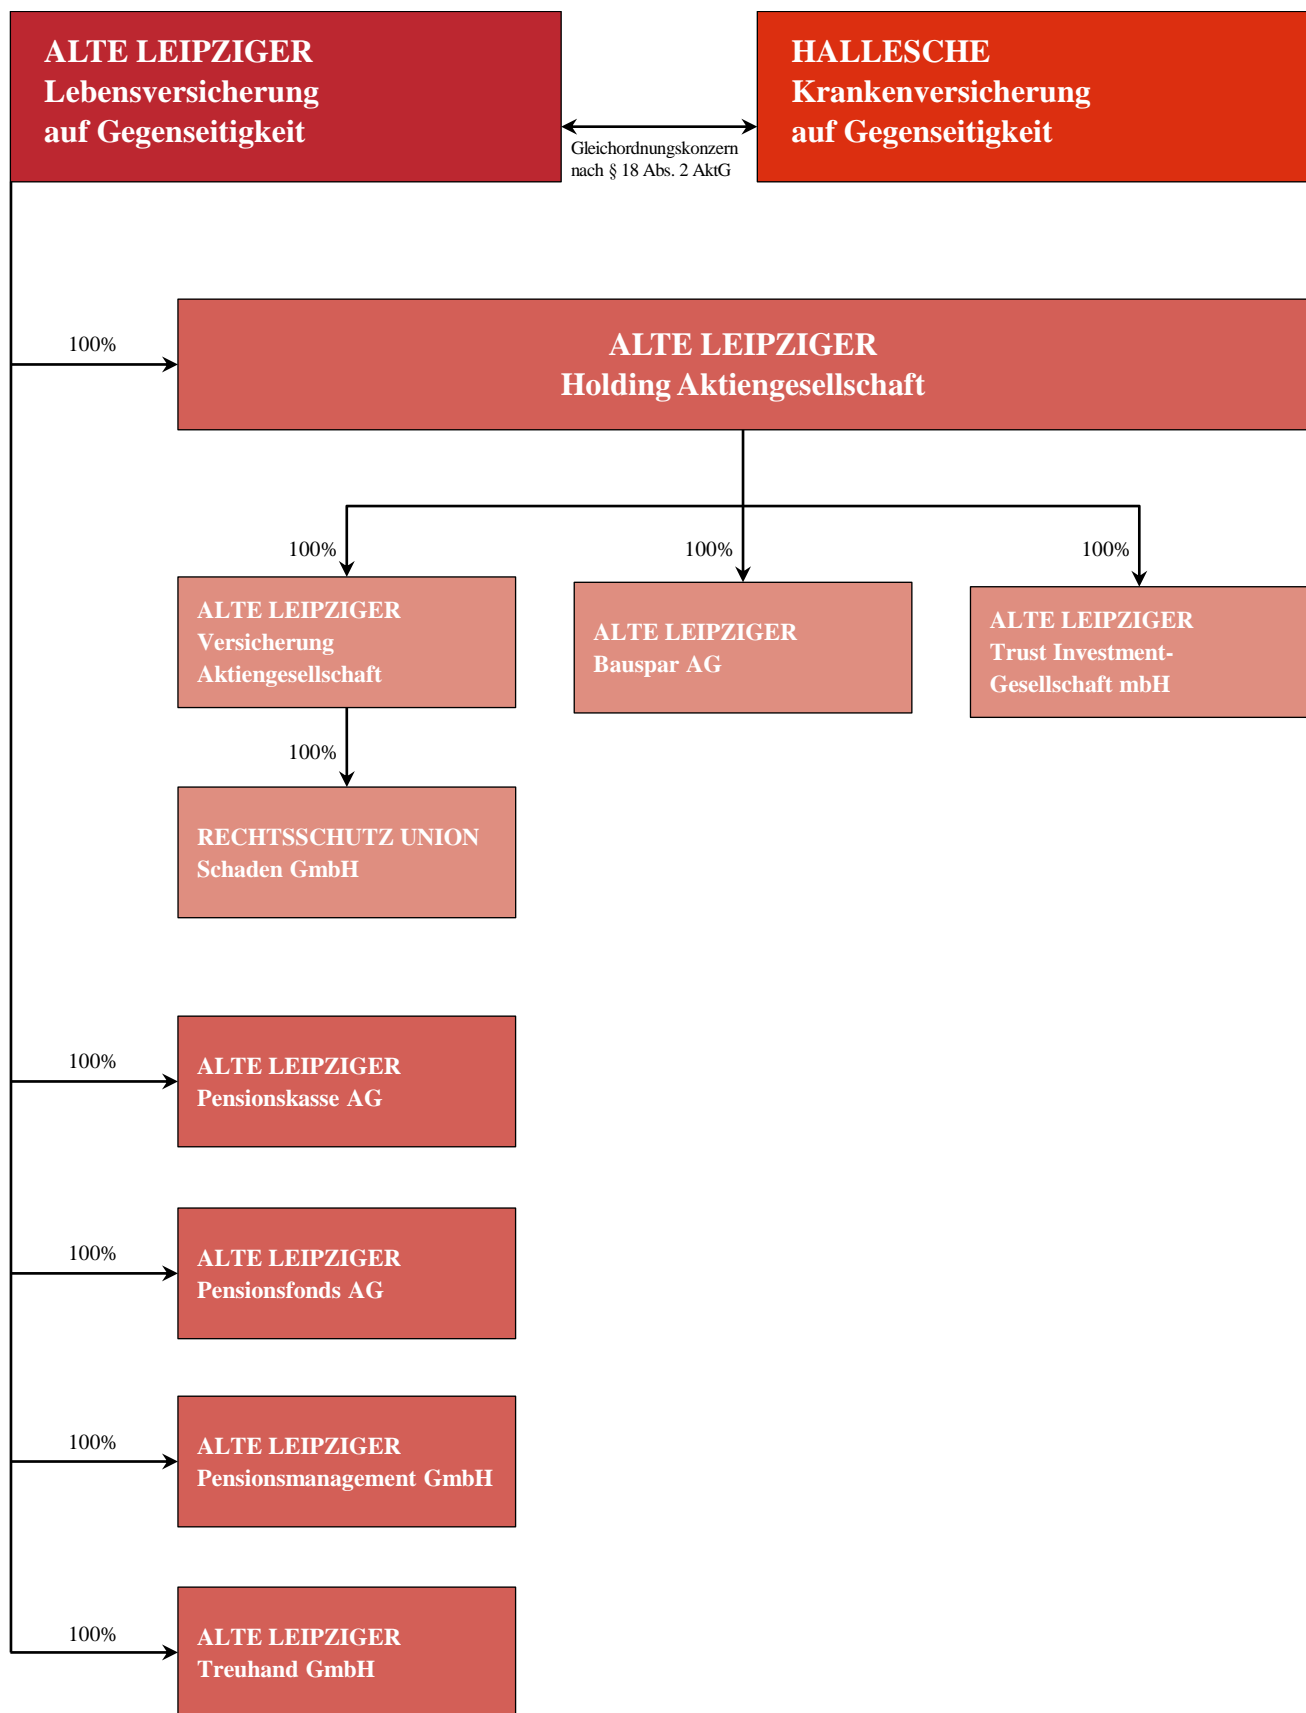 ALTE LEIPZIGER
Lebensversicherung
auf Gegenseitigkeit
HALLESCHE
Krankenversicherung
auf Gegenseitigkeit
Gleichordnungskonzern
nach § 18 Abs. 2 AktG
100%
ALTE LEIPZIGER
Holding Aktiengesellschaft
100%
100%
100%
ALTE LEIPZIGER
Versicherung
Aktiengesellschaft
ALTE LEIPZIGER
Bauspar AG
ALTE LEIPZIGER
Trust Investment-
Gesellschaft mbH
100%
RECHTSSCHUTZ UNION
Schaden GmbH
100%
ALTE LEIPZIGER
Pensionskasse AG
100%
ALTE LEIPZIGER
Pensionsfonds AG
100%
ALTE LEIPZIGER
Pensionsmanagement GmbH
100%
ALTE LEIPZIGER
Treuhand GmbH